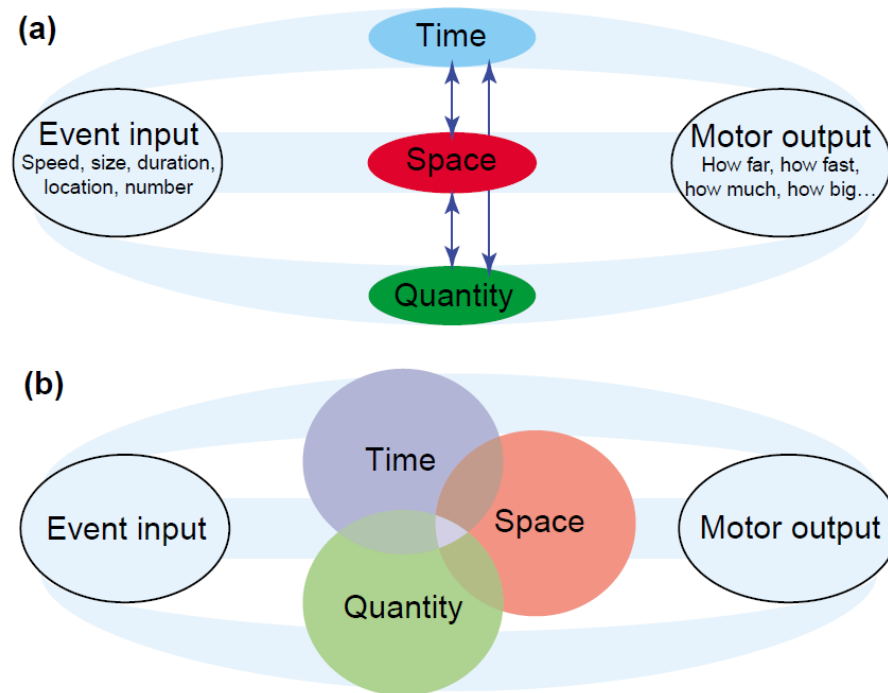 (a)
Time
Event input
Speed, size, duration,
location, number
Space
Motor output
How far, how fast,
how much, how big…
Quantity
(b)
Time
Event input
Space
Motor output
Quantity